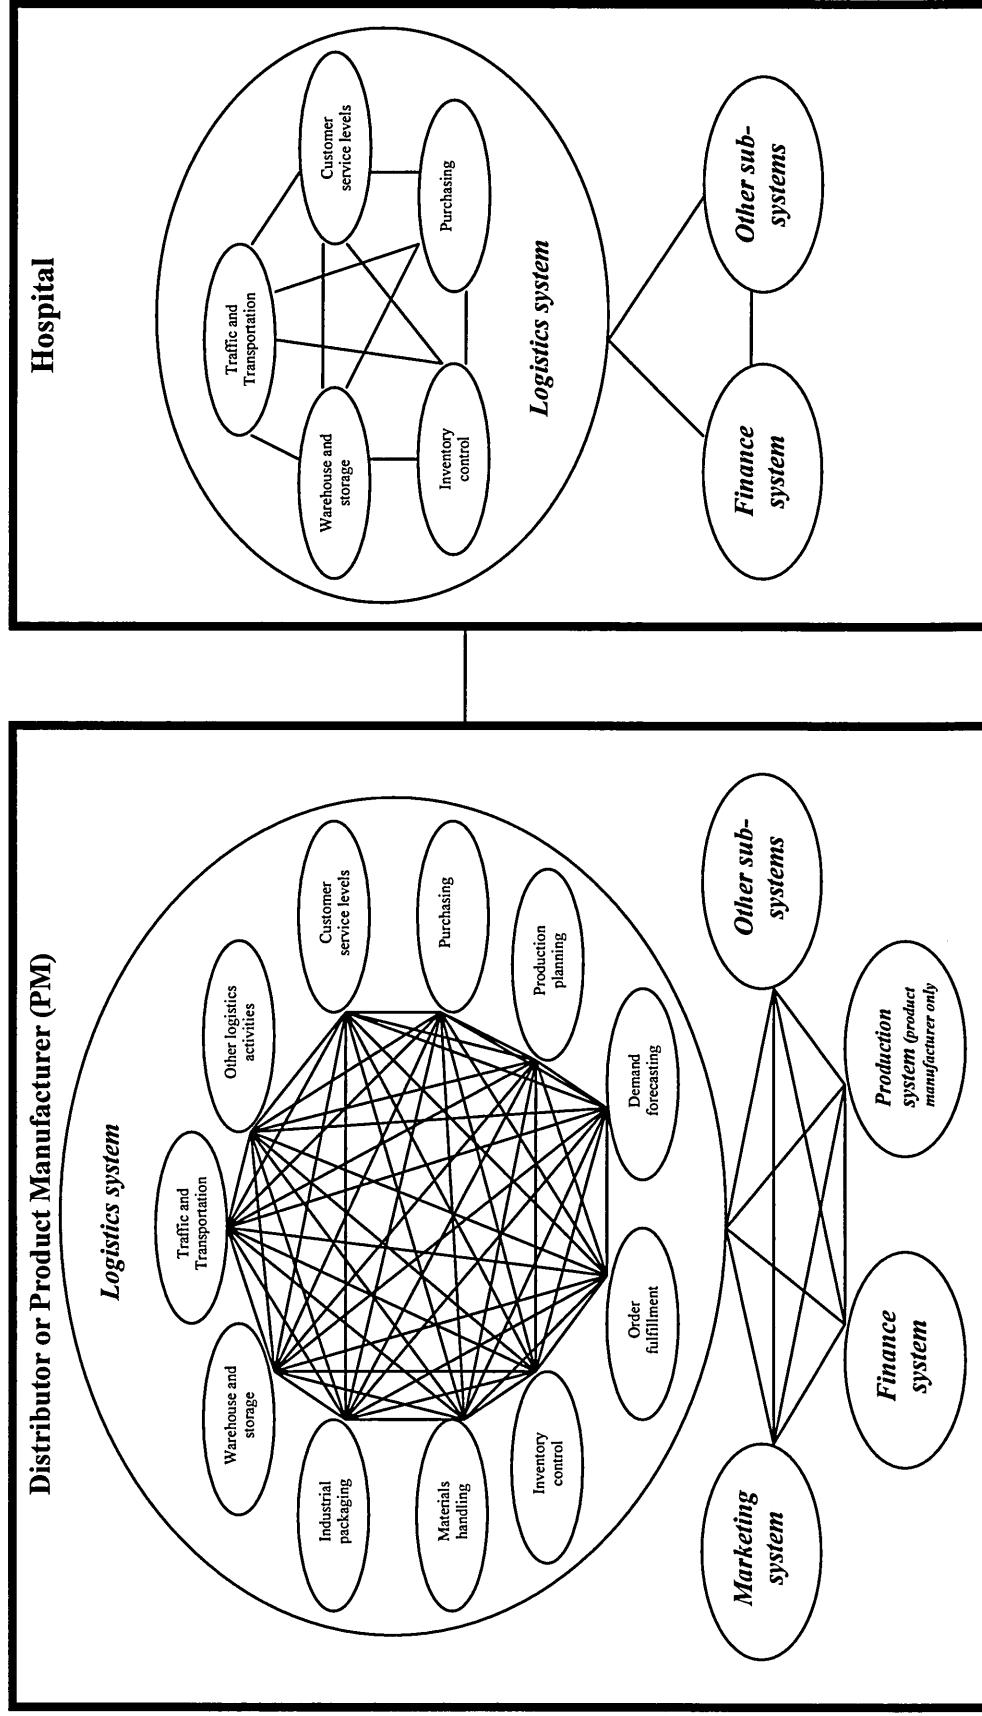 Distributor or Product Manufacturer (PM)
Logistics system
Traffic and
Transportation
Warehouse and
storage
Other logistics
activities
Industrial
packaging
Customer
service levels
Materials
handling
Purchasing
Inventory
control
Production
planning
Order
fulfillment
Demand
forecasting
Marketing
system
Other sub-
systems
Finance
system
Production
system (product
manufacturer only
Hospital
Traffic and
Transportation
Warehouse and
storage
Customer
service levels
Inventory
control
Purchasing
Logistics system
Finance
system
Other sub-
systems